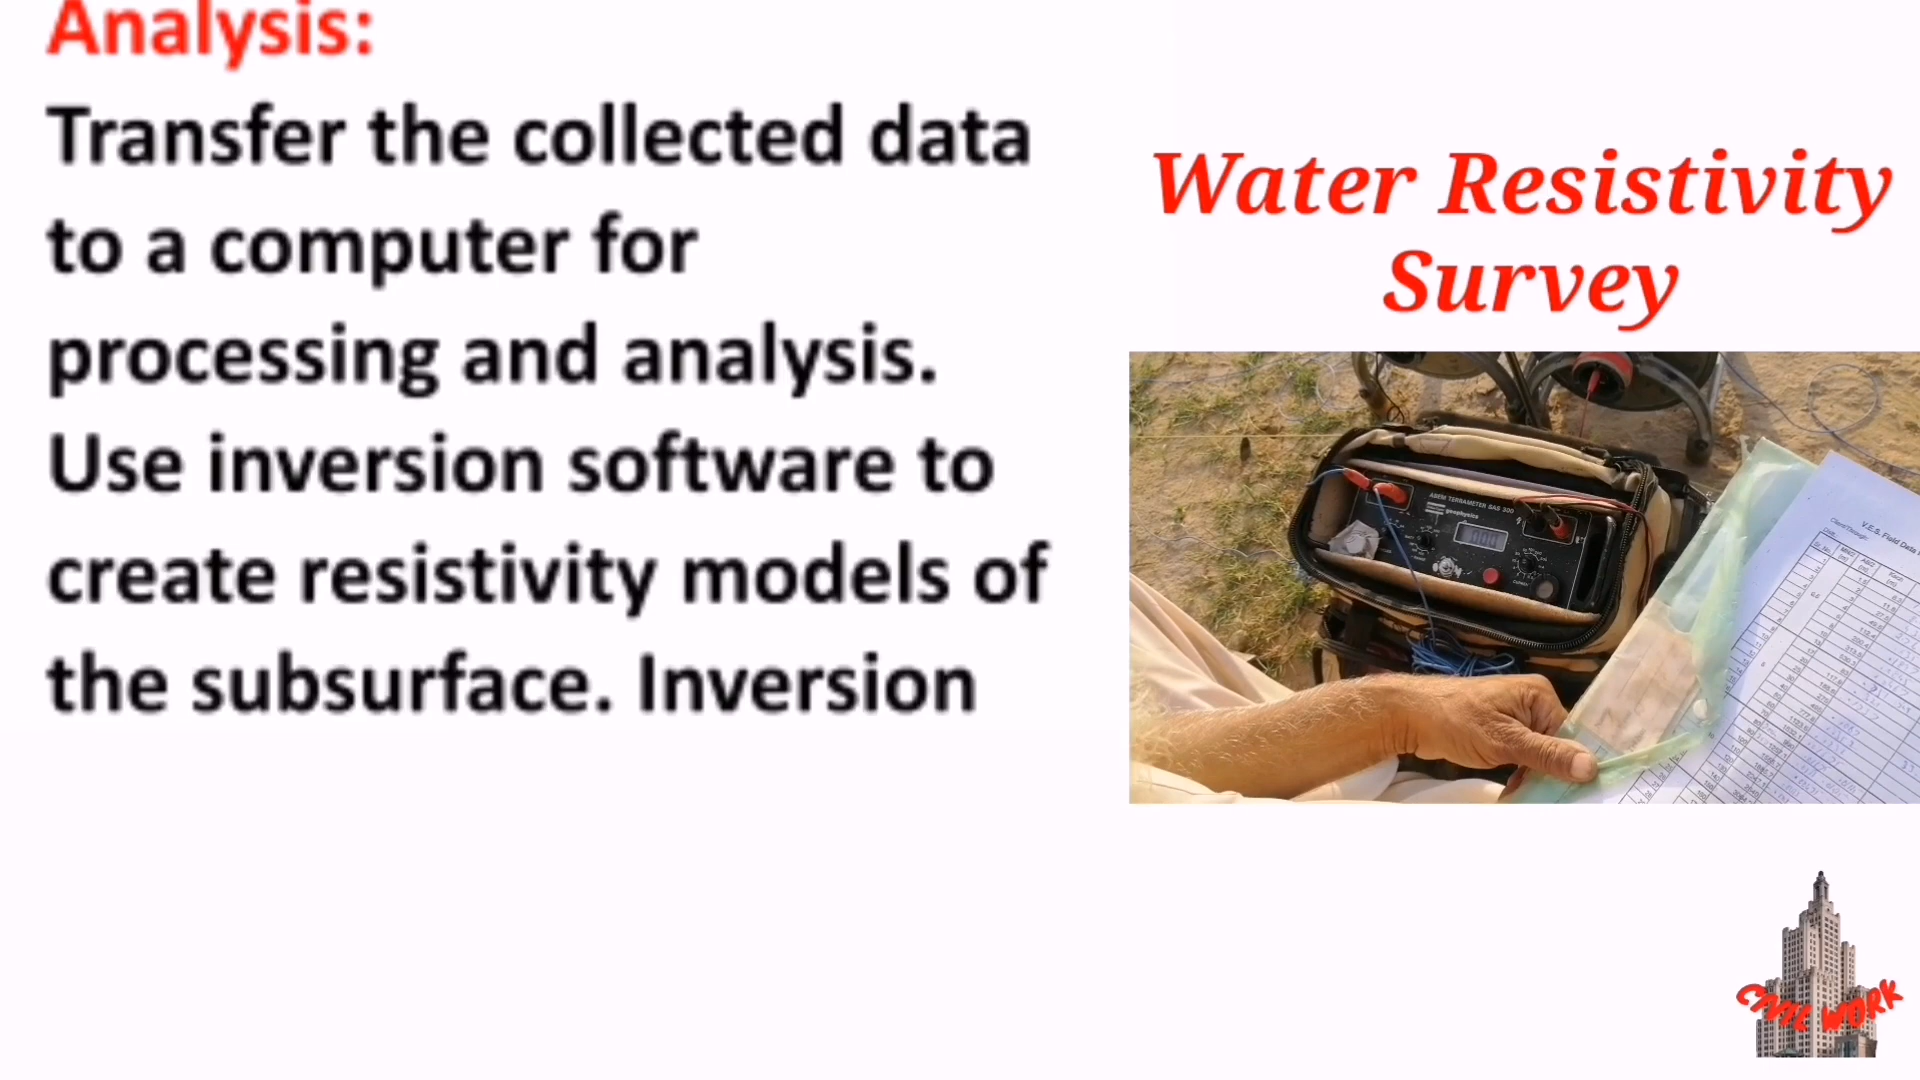 Analysis:
Transfer the collected data
to a computer for
processing and analysis.
Use inversion software to
create resistivity models of
the subsurface. Inversion
Water Resistivity
Survey
ABEM TERRAMETER SAS 300
geophysics
V.E.S. Field Data
CIVIL WORK